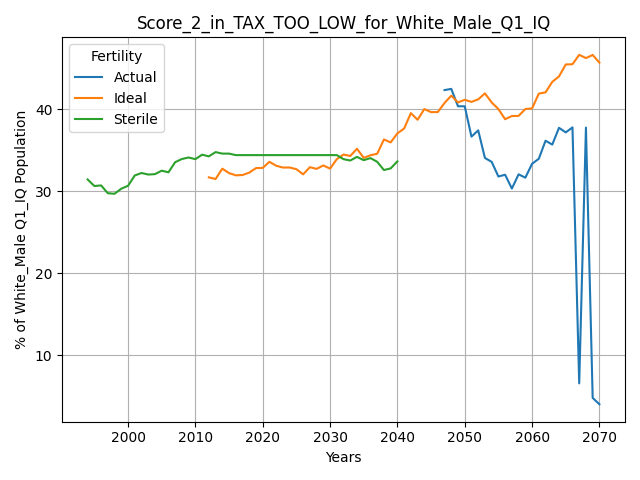 Score_2_in_TAX_TOO_LOW_for_White_Male_Q1_IQ
Fertility
Actual
Ideal
Sterile
% of White_Male Q1_IQ Population
40
30
20
10
2000 2010 2020 2030 2040 2050 2060 2070
Years